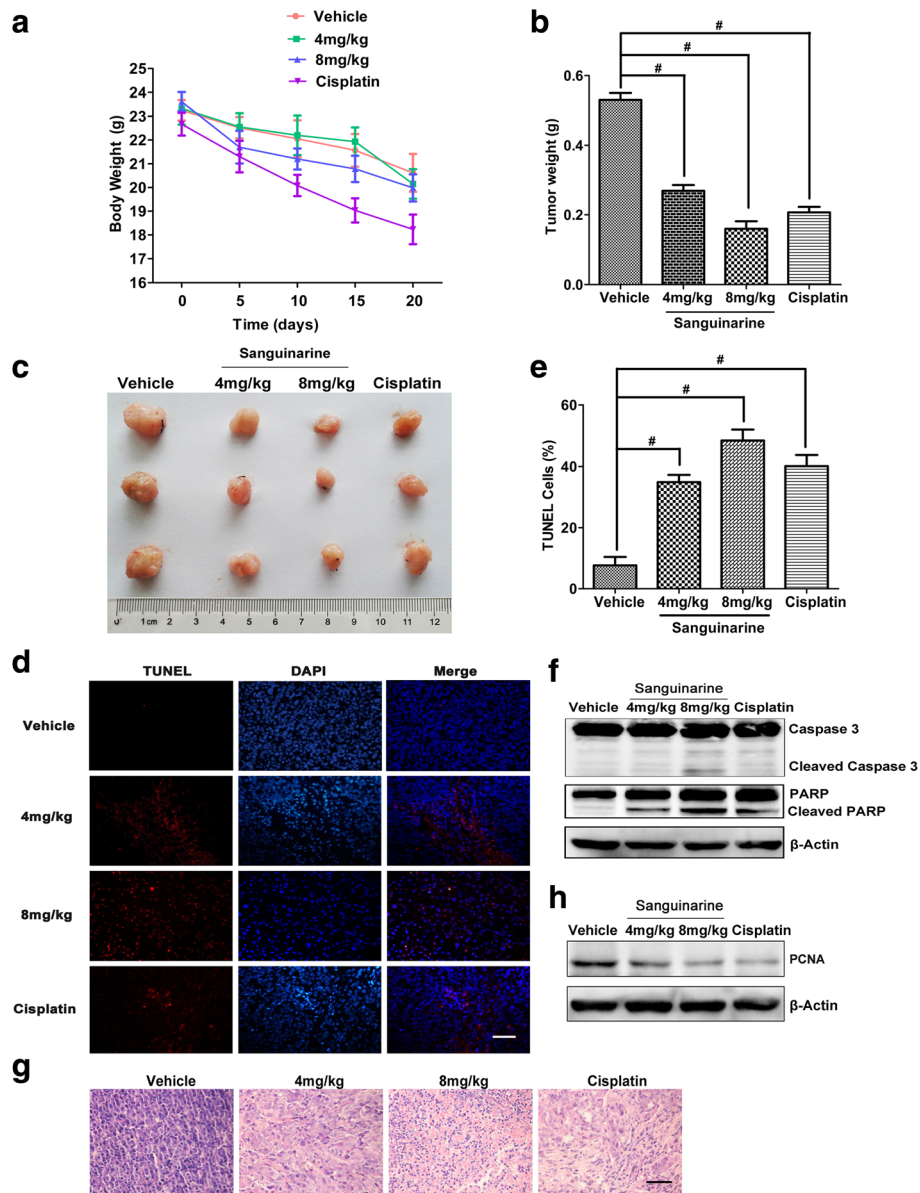 a
Vehicle
4mg/kg
8mg/kg
Cisplatin
Body Weight (g)
25
24
23
22
21
20
19
18
17
16
0 5 10 15 20
Time (days)
b
# 
#
#
Tumor weight (g)
0.6
0.4
0.2
0.0
Vehicle 4mg/kg 8mg/kg Cisplatin
Sanguinarine
c
Sanguinarine
Vehicle 4mg/kg 8mg/kg Cisplatin
0 1cm 2 3 4 5 6 7 8 9 10 11 12
e
#
#
#
TUNEL Cells (%)
60
40
20
0
Vehicle 4mg/kg 8mg/kg Cisplatin
Sanguinarine
d
TUNEL DAPI Merge
Vehicle
4mg/kg
8mg/kg
Cisplatin
f
Sanguinarine
Vehicle 4mg/kg 8mg/kg Cisplatin
Caspase 3
Cleaved Caspase 3
PARP
Cleaved PARP
β-Actin
h
Sanguinarine
Vehicle 4mg/kg 8mg/kg Cisplatin
PCNA
β-Actin
g
Vehicle 4mg/kg 8mg/kg Cisplatin